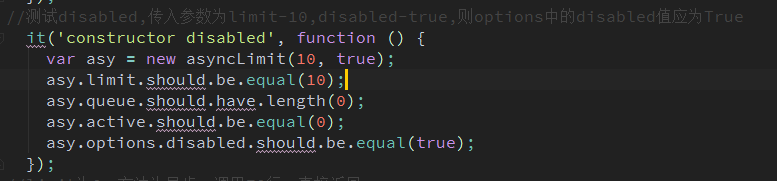 });
//测试disabled,传入参数为limit-10,disabled-true,则options中的disabled值应为True
it('constructor disabled', function () {
var asy = new asyncLimit(10, true);
asy.limit.should.be.equal(10);
asy.queue.should.have.length(0);
asy.active.should.be.equal(0);
asy.options.disabled.should.be.equal(true);
});